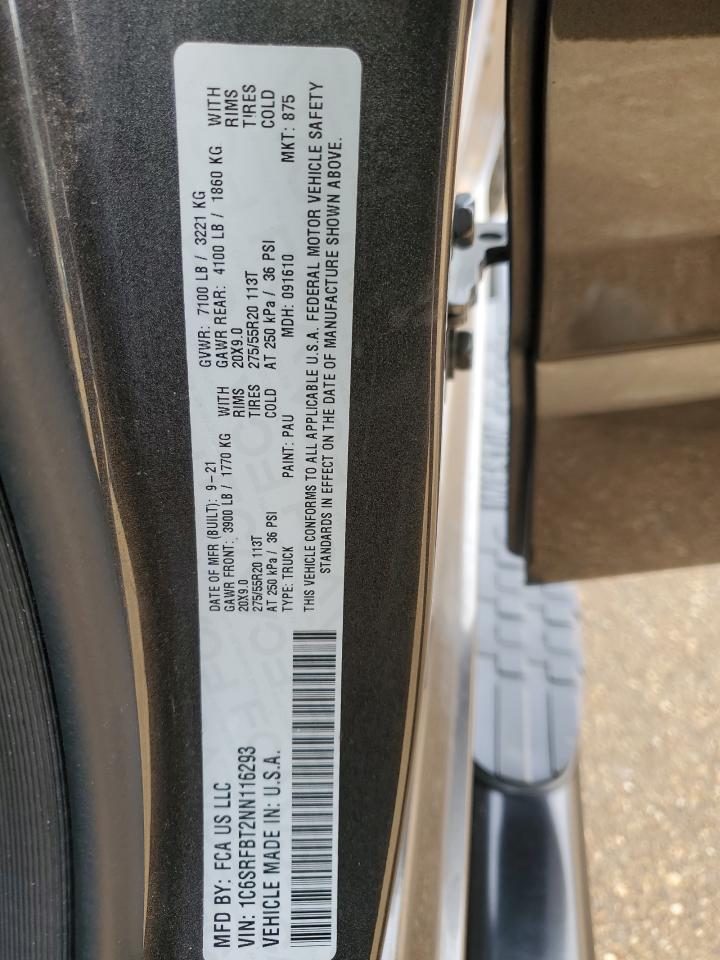 MFD BY: FCA US LLC
VIN: 1C6SRFBT2NN116293
VEHICLE MADE IN: U.S.A.
DATE OF MFR (BUILT): 9-21
GAWR FRONT: 3900 LB / 1770 KG WITH
20X9.0 RIMS
275/55R20 113T TIRES
AT 250 kPa / 36 PSI COLD
GVWR: 7100 LB / 3221 KG
GAWR REAR: 4100 LB / 1860 KG WITH
20X9.0 RIMS
275/55R20 113T TIRES
AT 250 kPa / 36 PSI COLD
TYPE: TRUCK PAINT: PAU MDH: 091610 MKT: 875
THIS VEHICLE CONFORMS TO ALL APPLICABLE U.S.A. FEDERAL MOTOR VEHICLE SAFETY
STANDARDS IN EFFECT ON THE DATE OF MANUFACTURE SHOWN ABOVE.